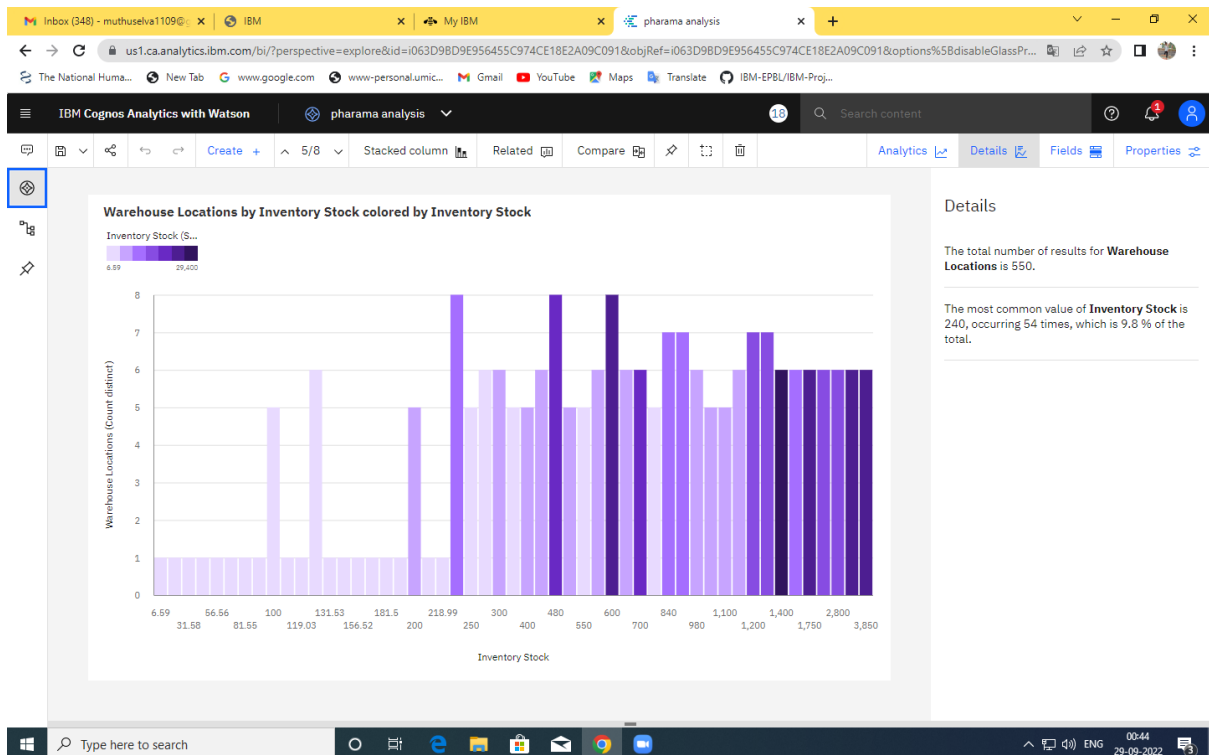 Inbox (348) - muthuselva1109@g
IBM
My IBM
pharama analysis
us1.ca.analytics.ibm.com/bi/?perspective=explore&id=i063D9BD9E956455C974CE18E2A09C091&objRef=i063D9BD9E956455C974CE18E2A09C091&options%5BdisableGlassPr...
The National Huma...
New Tab
www.google.com
www-personal.umic...
Gmail
YouTube
Maps
Translate
IBM-EPBL/IBM-Proj...
IBM Cognos Analytics with Watson
pharama analysis
18
Search content
1
Create +
5/8
Stacked column
Related
Compare
Analytics
Details
Fields
Properties
Warehouse Locations by Inventory Stock colored by Inventory Stock
Inventory Stock (S...
6.59 29,400
8
7
6
5
4
3
2
1
0
Warehouse Locations (Count distinct)
6.59 56.56 100 131.53 181.5 218.99 300 480 600 840 1,100 1,400 2,800
31.58 81.55 119.03 156.52 200 250 400 550 700 980 1,200 1,750 3,850
Inventory Stock
Details
The total number of results for Warehouse
Locations is 550.
The most common value of Inventory Stock is
240, occurring 54 times, which is 9.8 % of the
total.
Type here to search
ENG
00:44
29-09-2022
3